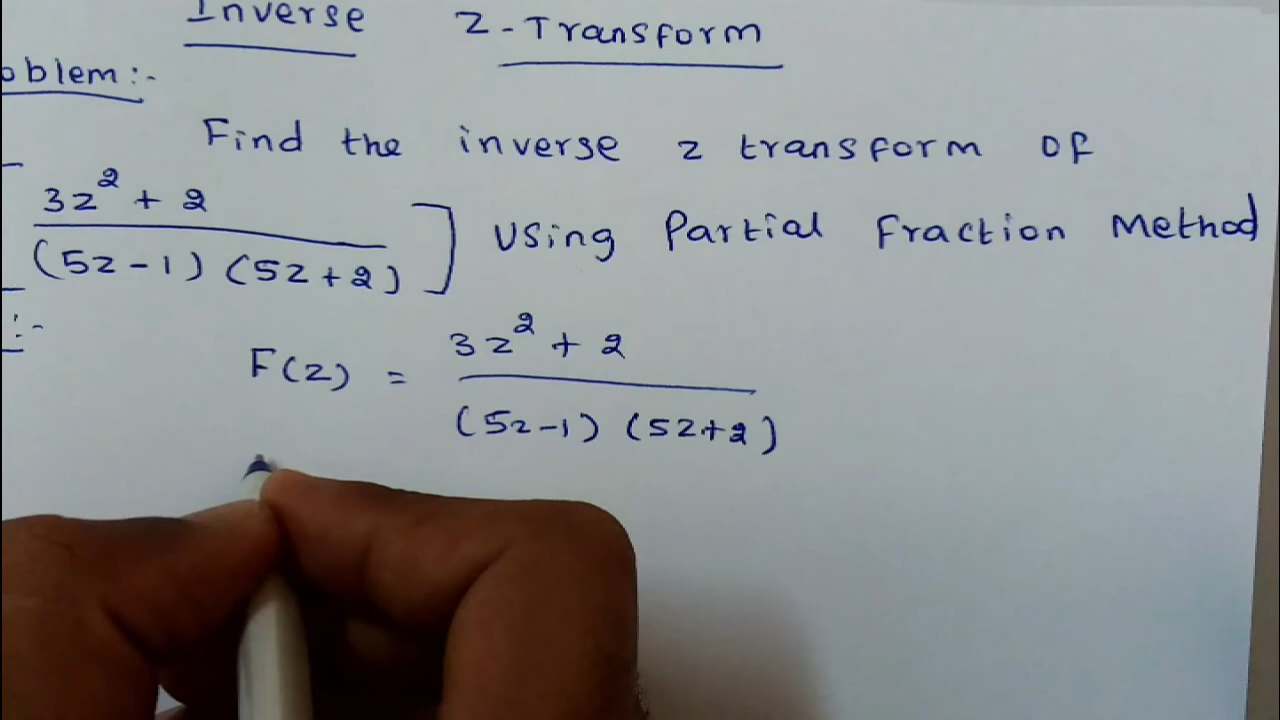 Inverse Z-Transform
oblem:-
Find the inverse z transform of
3z² + 2 / (5z-1) (5z+2) ] Using Partial Fraction Method
:-
F(z) = 3z² + 2 / (5z-1) (5z+2)